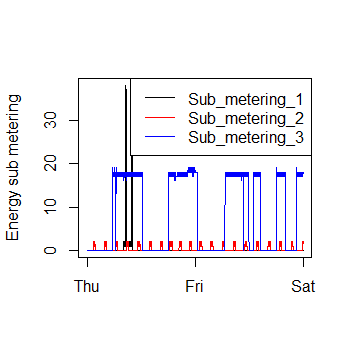 Sub_metering_1
Sub_metering_2
Sub_metering_3
Energy sub metering
30
20
10
0
Thu
Fri
Sat